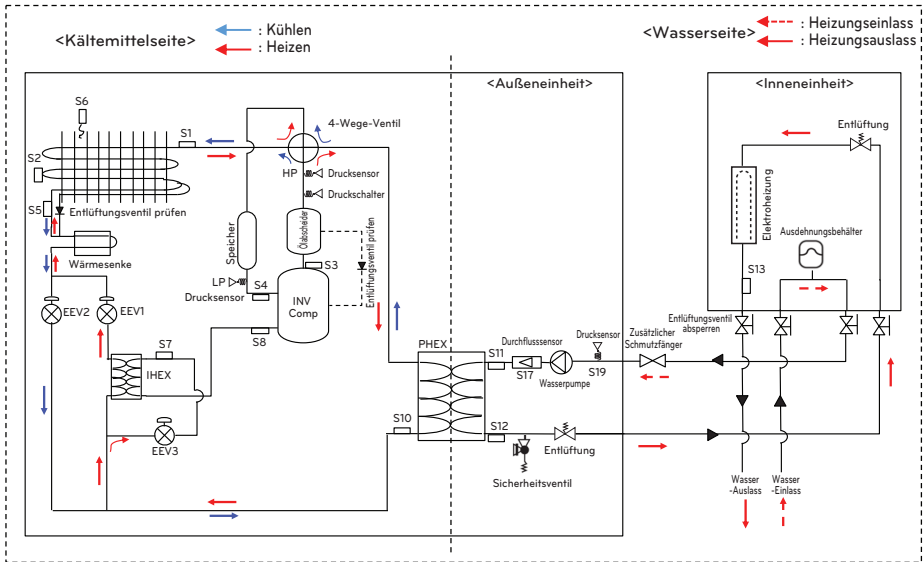 <Kältemittelseite>
: Kühlen
: Heizen
<Wasserseite>
: Heizungseinlass
: Heizungsauslass
<Außeneinheit>
<Inneneinheit>
S6
S1
S2
S5
Entlüftungsventil prüfen
Wärmesenke
EEV2
EEV1
IHEX
S7
EEV3
4-Wege-Ventil
HP
Drucksensor
Druckschalter
Speicher
Ölabscheider
Entlüftungsventil prüfen
S3
LP
S4
Drucksensor
INV
Comp
S8
PHEX
S10
S11
S12
Durchflusssensor
S17
Wasserpumpe
Drucksensor
S19
Zusätzlicher
Schmutzfänger
Entlüftung
Sicherheitsventil
Entlüftung
Elektroheizung
Ausdehnungsbehälter
S13
Entlüftungsventil
absperren
Wasser
-Auslass
Wasser
-Einlass